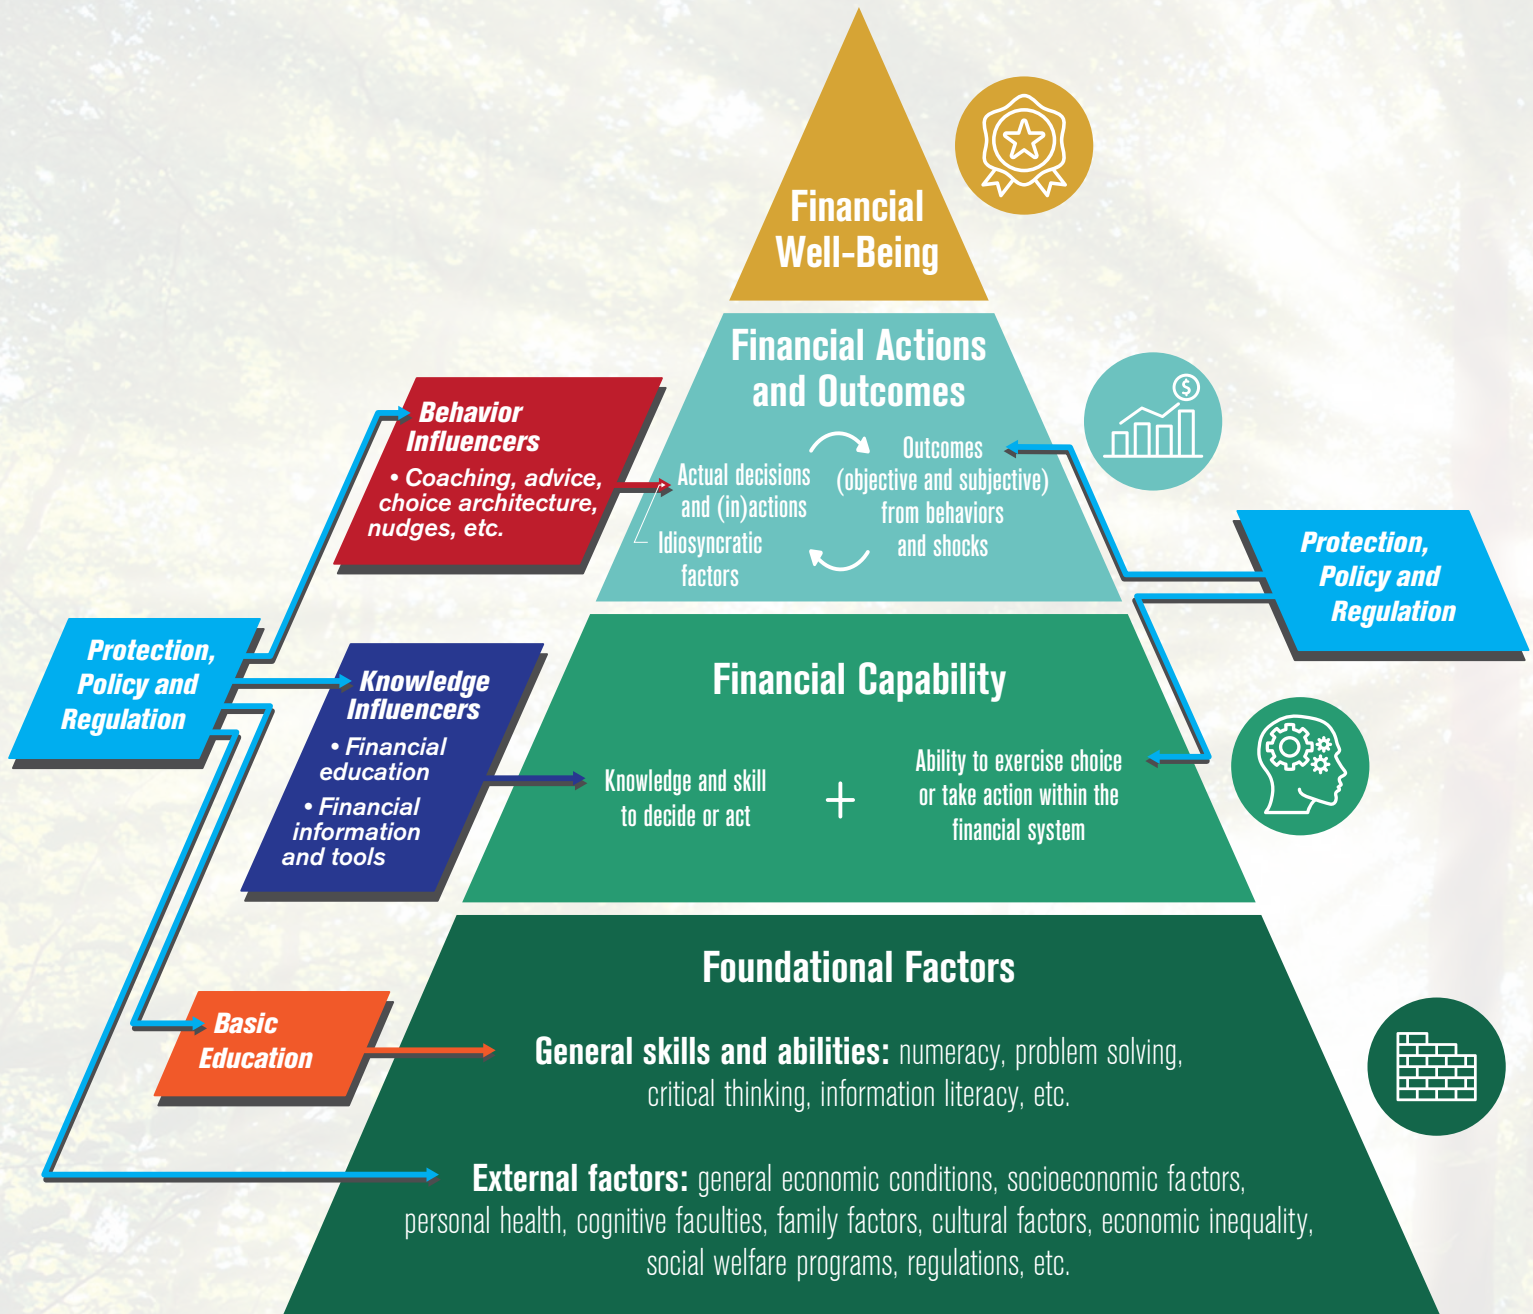 Financial
Well-Being
Financial Actions
and Outcomes
Actual decisions
and (in)actions
Idiosyncratic
factors
Outcomes
(objective and subjective)
from behaviors
and shocks
$
Behavior
Influencers
• Coaching, advice,
choice architecture,
nudges, etc.
Protection,
Policy and
Regulation
Protection,
Policy and
Regulation
Knowledge
Influencers
• Financial
education
• Financial
information
and tools
Financial Capability
Knowledge and skill
to decide or act
+
Ability to exercise choice
or take action within the
financial system
Basic
Education
Foundational Factors
General skills and abilities: numeracy, problem solving,
critical thinking, information literacy, etc.
External factors: general economic conditions, socioeconomic factors,
personal health, cognitive faculties, family factors, cultural factors, economic inequality,
social welfare programs, regulations, etc.